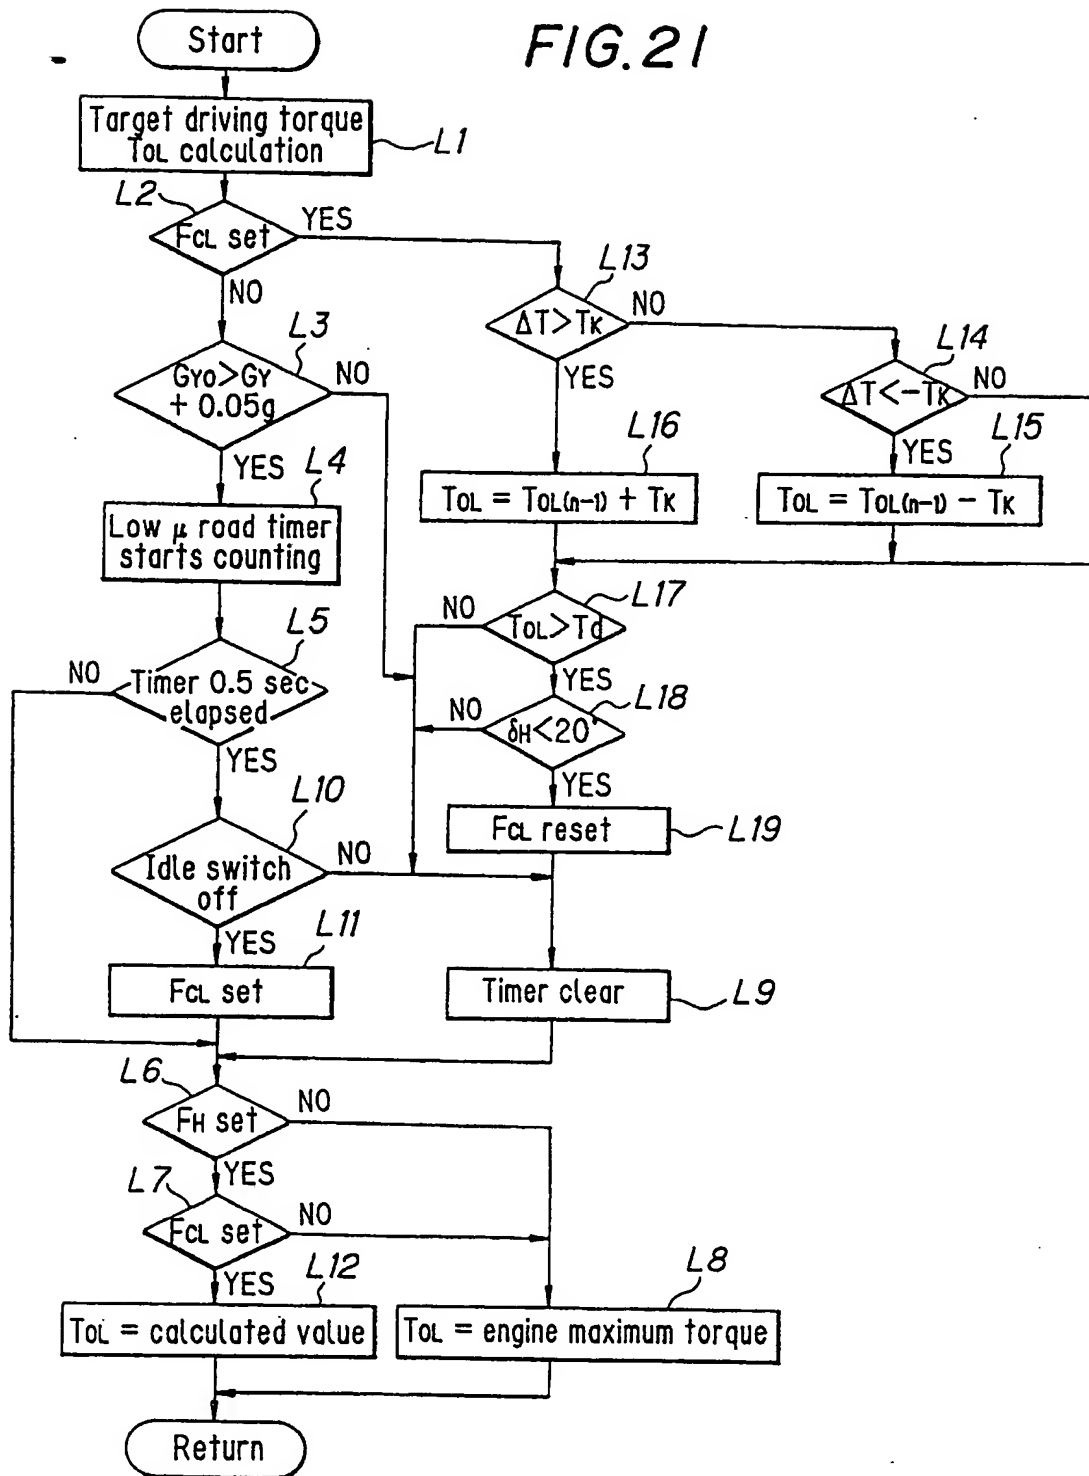 FIG.21
Start
Target driving torque
TOL calculation
L1
L2
FCL set
YES
NO
L13
ΔT>TK
NO
YES
L3
GYO>GY
+ 0.05g
NO
YES
L14
ΔT<-TK
NO
YES
L4
Low μ road timer
starts counting
L16
TOL = TOL(n-1) + TK
L15
TOL = TOL(n-1) - TK
L5
NO
Timer 0.5 sec
elapsed
YES
L17
NO
TOL>Td
YES
L18
NO
δH<20°
YES
L10
Idle switch
off
NO
YES
FCL reset
L19
L11
FCL set
Timer clear
L9
L6
FH set
NO
YES
L7
FCL set
NO
YES
L12
TOL = calculated value
L8
TOL = engine maximum torque
Return